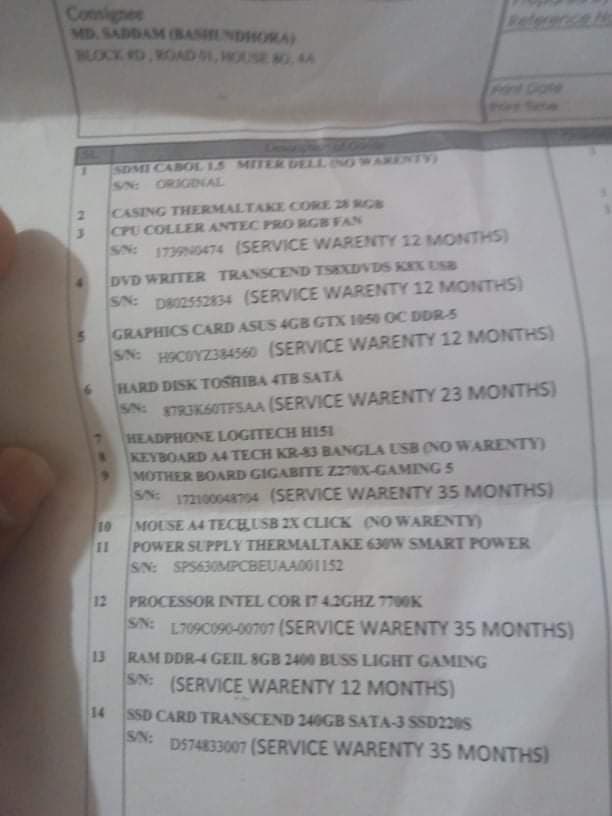 Consignee
MD. SADDAM (BASHUNDHORA)
BLOCK #D , ROAD 01, HOUSE 80, 4A
Reference
Print Date
Print Time
SL
1 SDMI CABOL 1.5 MITER DELL (NO WARENTY)
S/N: ORIGINAL
2 CASING THERMALTAKE CORE 28 RGB
3 CPU COLLER ANTEC PRO RGB FAN
S/N: 1739N0474 (SERVICE WARENTY 12 MONTHS)
4 DVD WRITER TRANSCEND TS8XDVDS K8X USB
S/N: D802552834 (SERVICE WARENTY 12 MONTHS)
5 GRAPHICS CARD ASUS 4GB GTX 1050 OC DDR-5
S/N: H9C0YZ384560 (SERVICE WARENTY 12 MONTHS)
6 HARD DISK TOSHIBA 4TB SATA
S/N: 87R3K60TFSAA (SERVICE WARENTY 23 MONTHS)
7 HEADPHONE LOGITECH H151
8 KEYBOARD A4 TECH KR-83 BANGLA USB (NO WARENTY)
9 MOTHER BOARD GIGABITE Z270X-GAMING 5
S/N: 172100048704 (SERVICE WARENTY 35 MONTHS)
10 MOUSE A4 TECH,USB 2X CLICK (NO WARENTY)
11 POWER SUPPLY THERMALTAKE 630W SMART POWER
S/N: SPS630MPCBEUAA001152
12 PROCESSOR INTEL COR I7 4.2GHZ 7700K
S/N: L709C090-00707 (SERVICE WARENTY 35 MONTHS)
13 RAM DDR-4 GEIL 8GB 2400 BUSS LIGHT GAMING
S/N: (SERVICE WARENTY 12 MONTHS)
14 SSD CARD TRANSCEND 240GB SATA-3 SSD220S
S/N: D574833007 (SERVICE WARENTY 35 MONTHS)